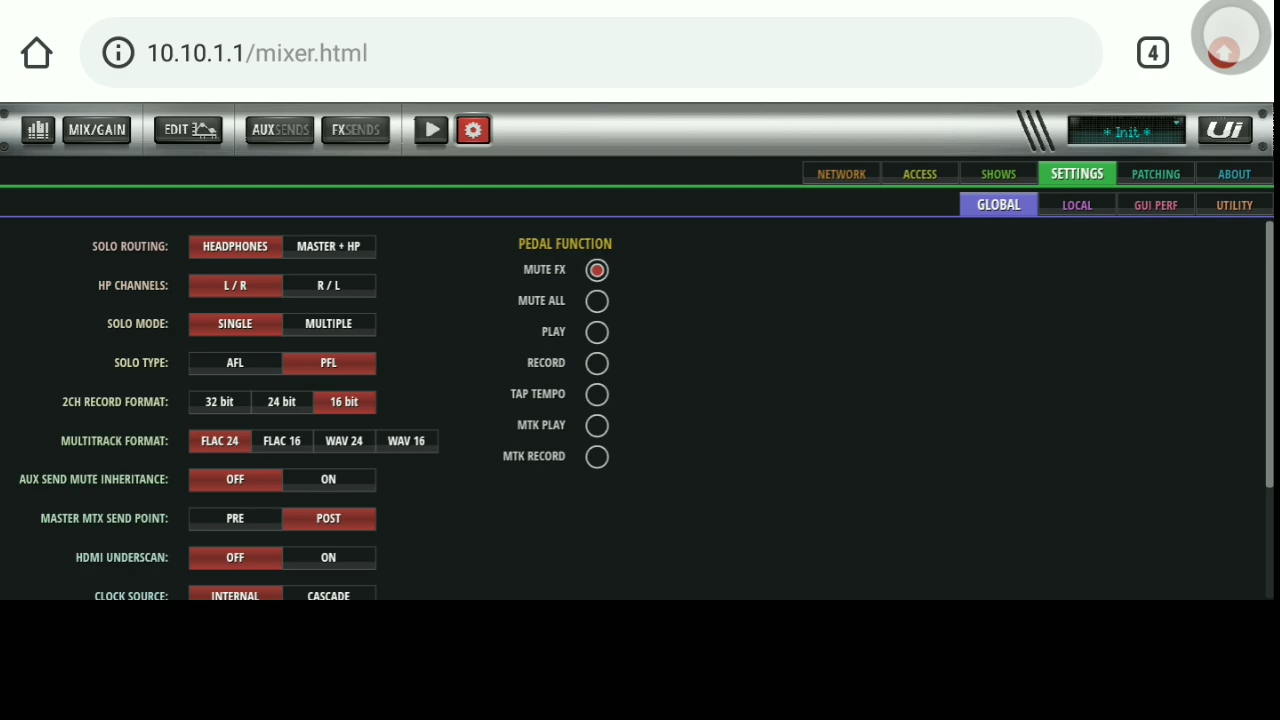 10.10.1.1/mixer.html
4
MIX/GAIN
EDIT
AUXSENDS
FXSENDS
* Init *
Ui
NETWORK
ACCESS
SHOWS
SETTINGS
PATCHING
ABOUT
GLOBAL
LOCAL
GUI PERF
UTILITY
SOLO ROUTING: HEADPHONES MASTER + HP
HP CHANNELS: L / R R / L
SOLO MODE: SINGLE MULTIPLE
SOLO TYPE: AFL PFL
2CH RECORD FORMAT: 32 bit 24 bit 16 bit
MULTITRACK FORMAT: FLAC 24 FLAC 16 WAV 24 WAV 16
AUX SEND MUTE INHERITANCE: OFF ON
MASTER MTX SEND POINT: PRE POST
HDMI UNDERSCAN: OFF ON
CLOCK SOURCE: INTERNAL CASCADE
PEDAL FUNCTION
MUTE FX
MUTE ALL
PLAY
RECORD
TAP TEMPO
MTK PLAY
MTK RECORD